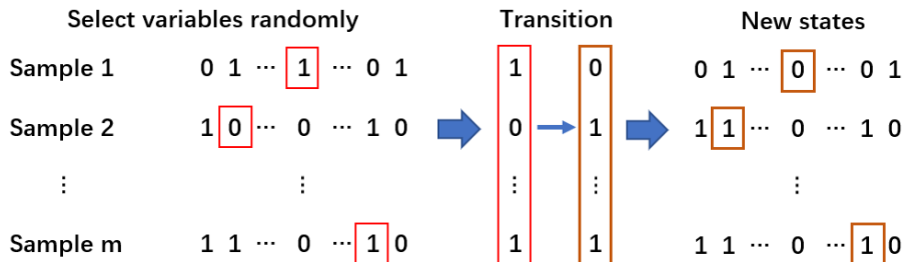 Select variables randomly Transition New states
Sample 1 0 1 ··· 1 ··· 0 1 1 0 0 1 ··· 0 ··· 0 1
Sample 2 1 0 ··· 0 ··· 1 0 0 1 1 1 ··· 0 ··· 1 0
⋮ ⋮ ⋮ ⋮ ⋮
Sample m 1 1 ··· 0 ··· 1 0 1 1 1 1 ··· 0 ··· 1 0